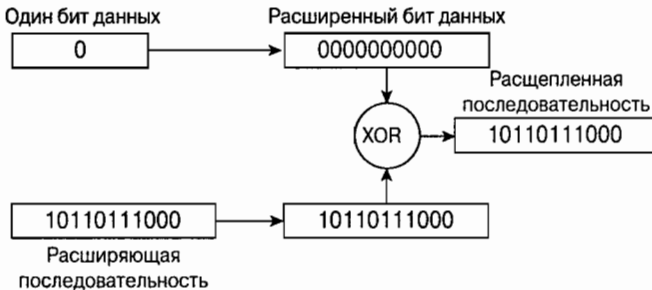 Один бит данных
Расширенный бит данных
0
0000000000
Расщепленная
последовательность
XOR
10110111000
10110111000
10110111000
Расширяющая
последовательность